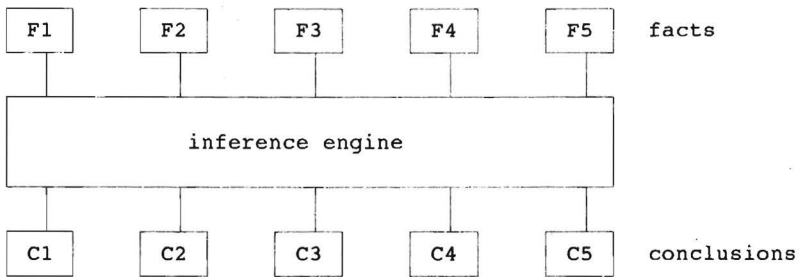 F1 F2 F3 F4 F5 facts
inference engine
C1 C2 C3 C4 C5 conclusions